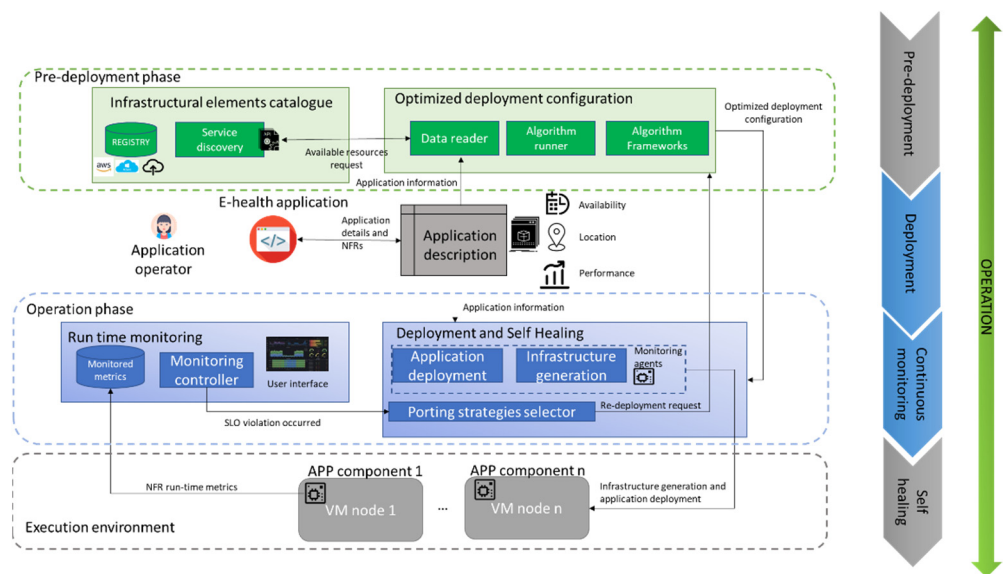 Pre-deployment phase
Infrastructural elements catalogue
REGISTRY
Service
discovery
API
aws
Available resources
request
Optimized deployment configuration
Data reader
Algorithm
runner
Algorithm
Frameworks
Optimized deployment
configuration
Application information
E-health application
</>
Application
operator
Application
details and
NFRs
Application
description
Availability
Location
Performance
Operation phase
Application information
Run time monitoring
Monitored
metrics
Monitoring
controller
User interface
SLO violation occurred
Deployment and Self Healing
Application
deployment
Infrastructure
generation
Monitoring
agents
Porting strategies selector
Re-deployment request
APP component 1
VM node 1
...
APP component n
VM node n
NFR run-time metrics
Infrastructure generation and
application deployment
Execution environment
Pre-deployment
Deployment
Continuous
monitoring
Self
healing
OPERATION